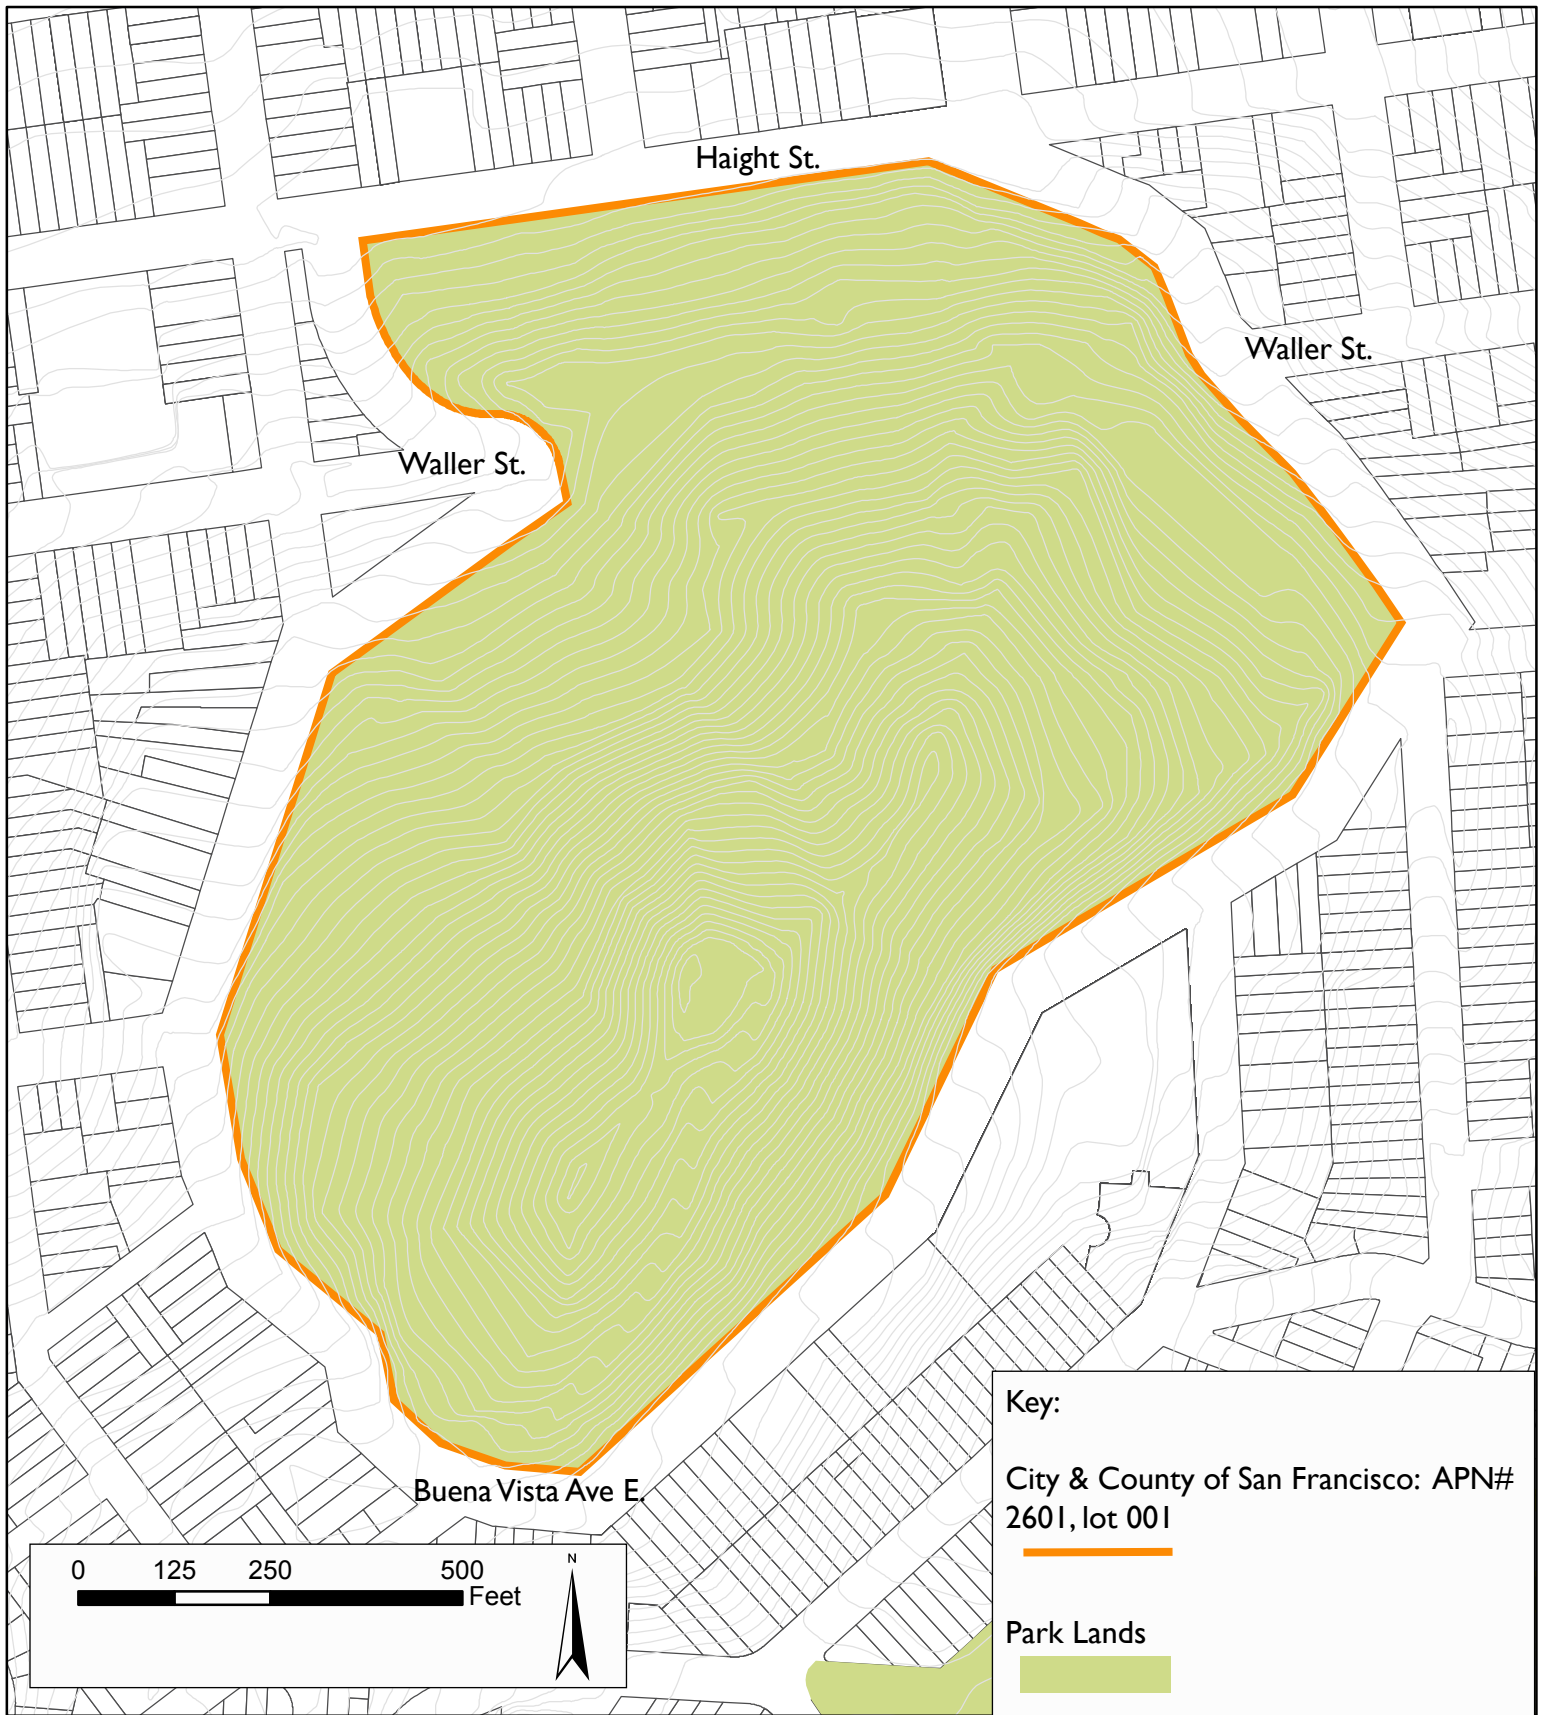 Haight St.
Waller St.
Waller St.
Buena Vista Ave E.
0 125 250 500
Feet
N
Key:
City & County of San Francisco: APN#
2601, lot 001
Park Lands